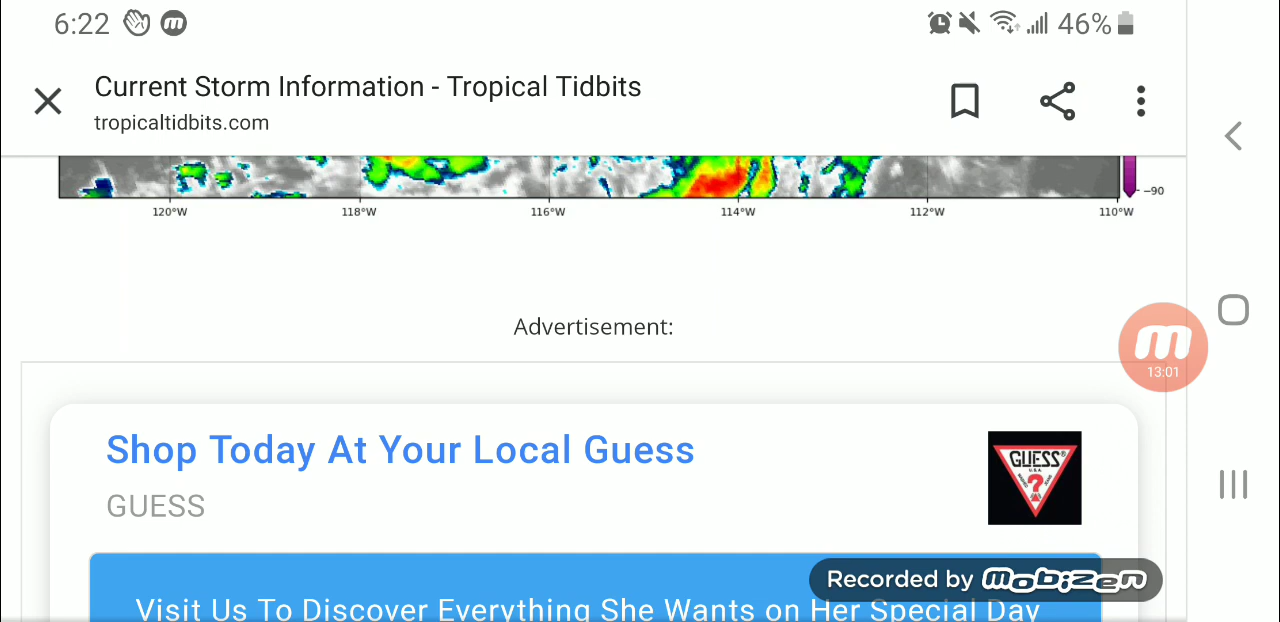 6:22 46%
Current Storm Information - Tropical Tidbits
tropicaltidbits.com
-90
120°W 118°W 116°W 114°W 112°W 110°W
Advertisement:
m
13:01
Shop Today At Your Local Guess
GUESS
GUESS®
U.S.A.
?
Recorded by mobizen
Visit Us To Discover Everything She Wants on Her Special Day